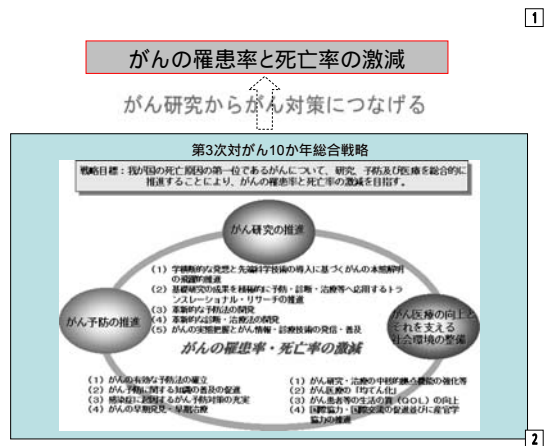 1
がんの罹患率と死亡率の激減
がん研究からがん対策につなげる
第3次対がん10か年総合戦略
戦略目標：我が国の死亡原因の第一位であるがんについて、研究、予防及び医療を総合的に
推進することにより、がんの罹患率と死亡率の激減を目指す。
がん研究の推進
（１）学横断的な発想と先端科学技術の導入に基づくがんの本態解明
の飛躍的推進
（２）基礎研究の成果を積極的に予防・診断・治療等へ応用するトラ
ンスレーショナル・リサーチの推進
（３）革新的な予防法の開発
（４）革新的な診断・治療法の開発
（５）がんの実態把握とがん情報・診療技術の発信・普及
がん予防の推進
がん医療の向上と
それを支える
社会環境の整備
がんの罹患率・死亡率の激減
（１）がんの有効な予防法の確立
（２）がん予防に関する知識の普及の促進
（３）感染症に起因するがん予防対策の充実
（４）がんの早期発見・早期治療
（１）がん研究・治療の中核的拠点機能の強化等
（２）がん医療の「均てん化」
（３）がん患者等の生活の質（ＱＯＬ）の向上
（４）国際協力・国際交流の促進並びに産官学
協力の推進
2